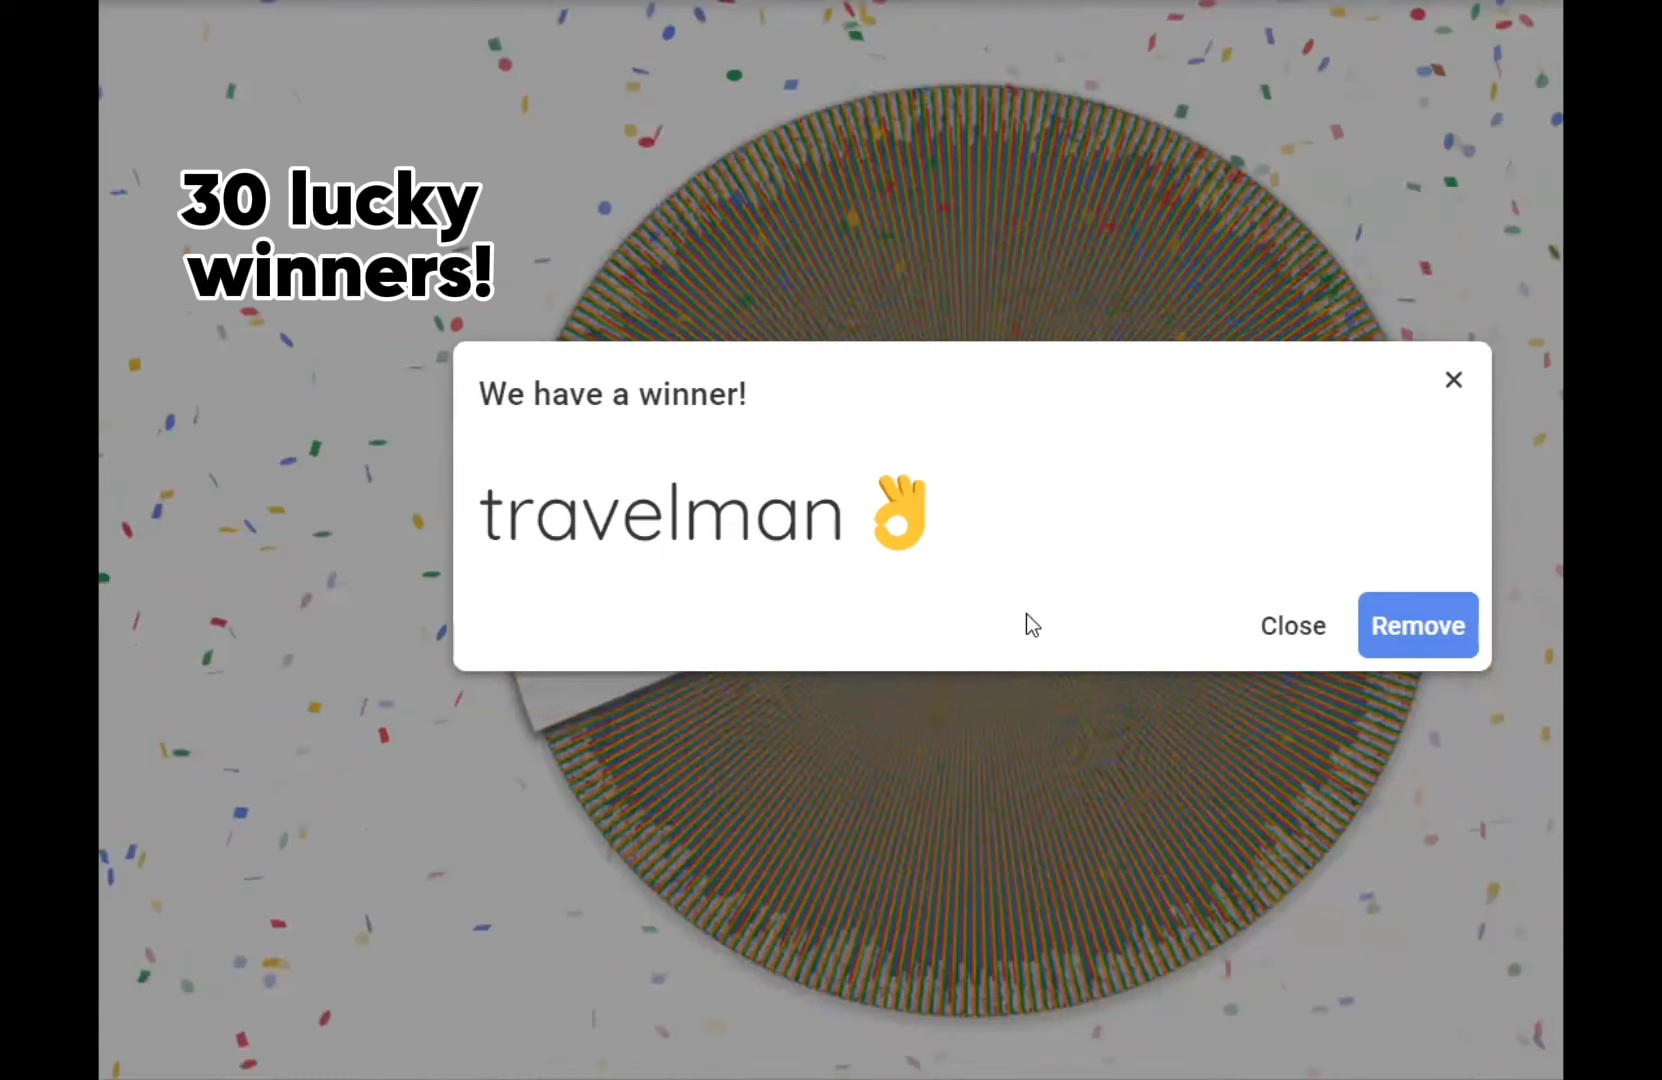 30 lucky
winners!
We have a winner!
travelman 👌
Close
Remove